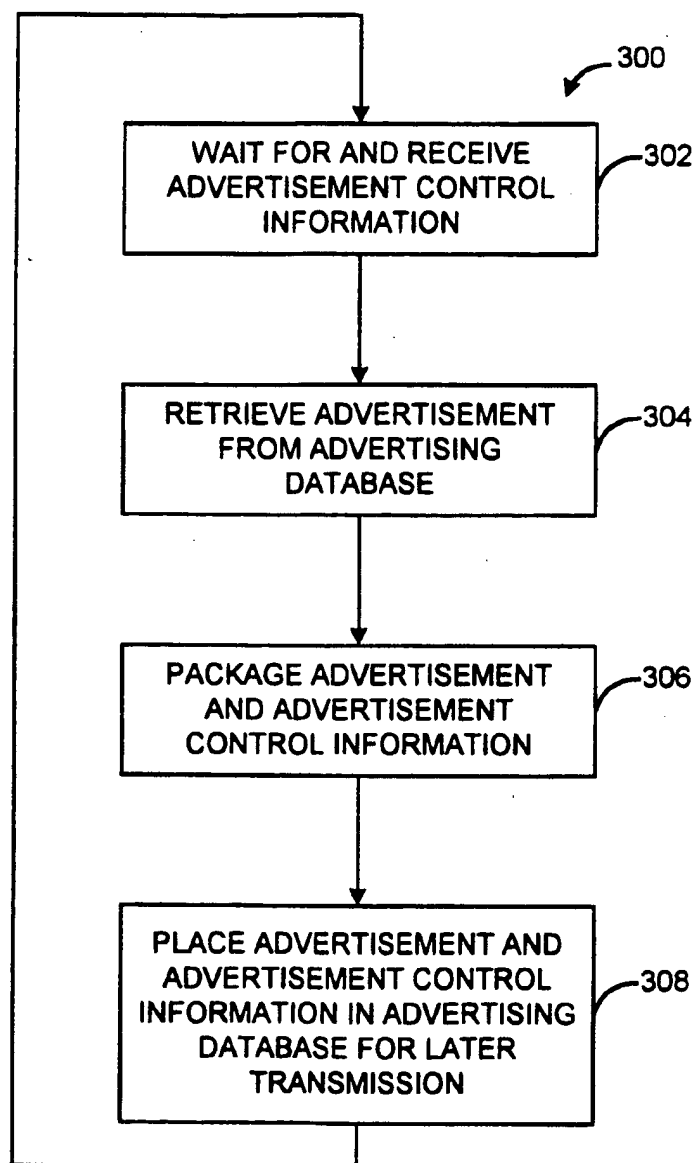 300
WAIT FOR AND RECEIVE
ADVERTISEMENT CONTROL
INFORMATION
302
RETRIEVE ADVERTISEMENT
FROM ADVERTISING
DATABASE
304
PACKAGE ADVERTISEMENT
AND ADVERTISEMENT
CONTROL INFORMATION
306
PLACE ADVERTISEMENT AND
ADVERTISEMENT CONTROL
INFORMATION IN ADVERTISING
DATABASE FOR LATER
TRANSMISSION
308